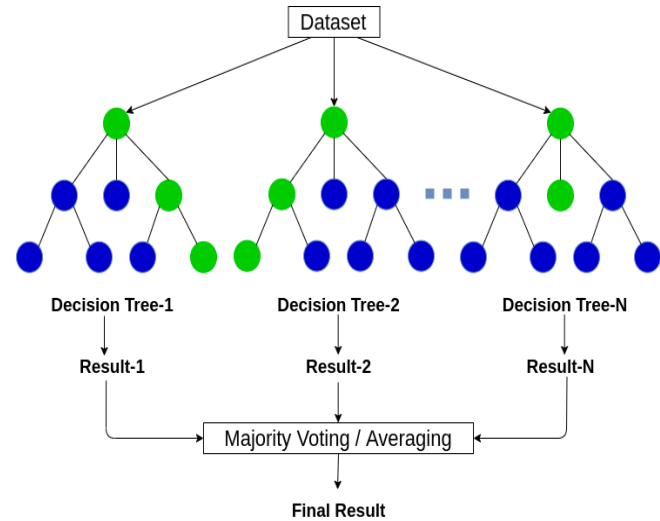 Dataset
Decision Tree-1
Decision Tree-2
Decision Tree-N
Result-1
Result-2
Result-N
Majority Voting / Averaging
Final Result